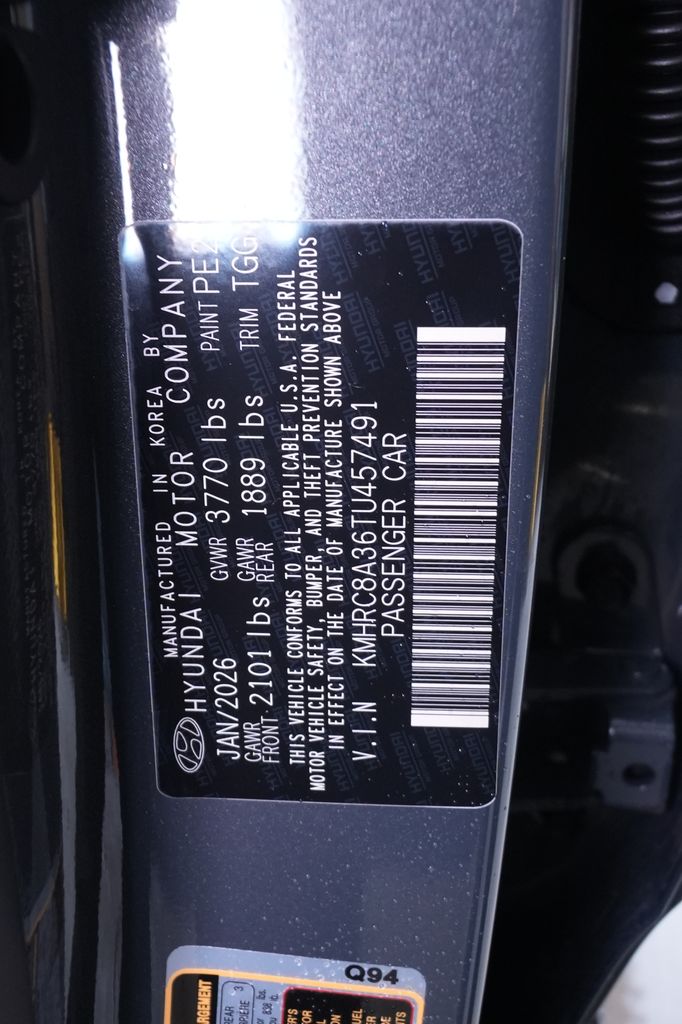 MANUFACTURED IN KOREA BY
HYUNDAI MOTOR COMPANY
JAN/2026 GVWR 3770 lbs PAINT PE2
GAWR FRONT 2101 lbs GAWR REAR 1889 lbs TRIM TGG
THIS VEHICLE CONFORMS TO ALL APPLICABLE U.S.A. FEDERAL
MOTOR VEHICLE SAFETY, BUMPER, AND THEFT PREVENTION STANDARDS
IN EFFECT ON THE DATE OF MANUFACTURE SHOWN ABOVE
V.I.N KMHRC8A36TU457491
PASSENGER CAR
Q94